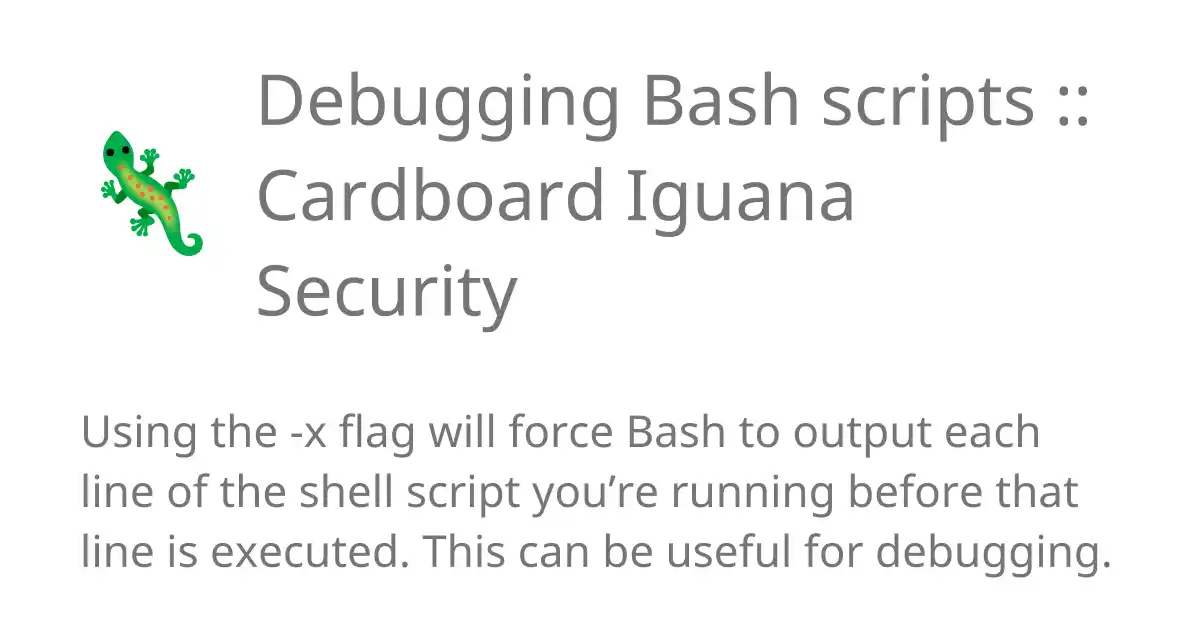 Debugging Bash scripts ::
Cardboard Iguana
Security
Using the -x flag will force Bash to output each
line of the shell script you’re running before that
line is executed. This can be useful for debugging.